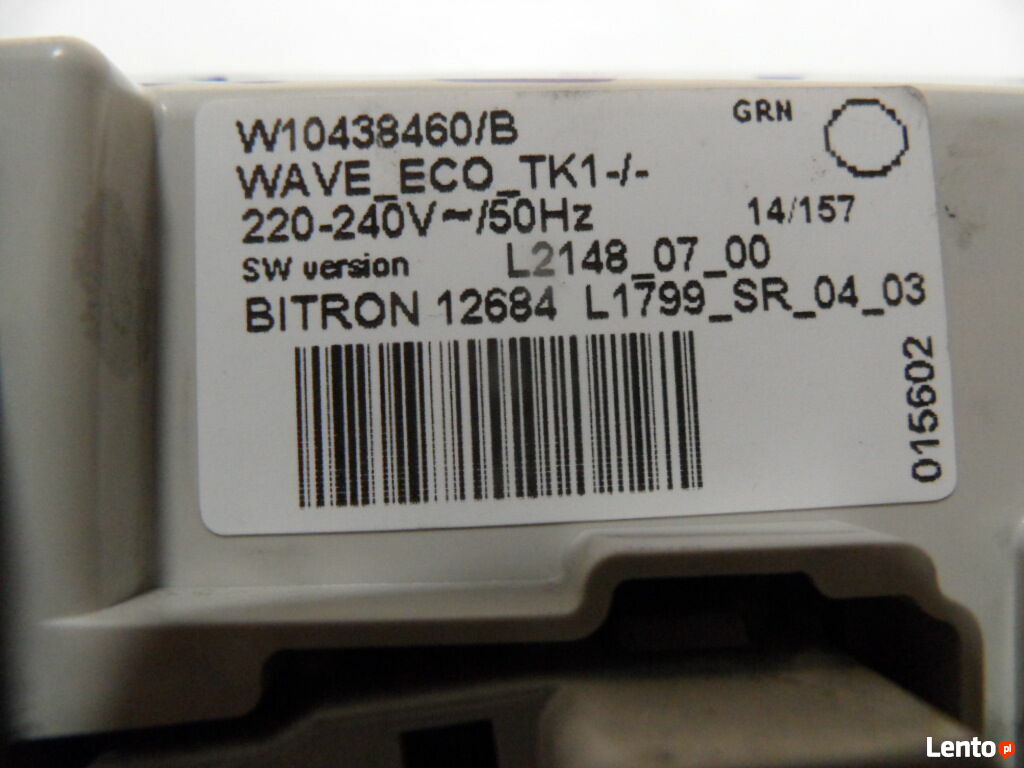 W10438460/B
GRN
WAVE_ECO_TK1-/-
220-240V~/50Hz
14/157
SW version L2148_07_00
BITRON 12684 L1799_SR_04_03
015602
Lento pl